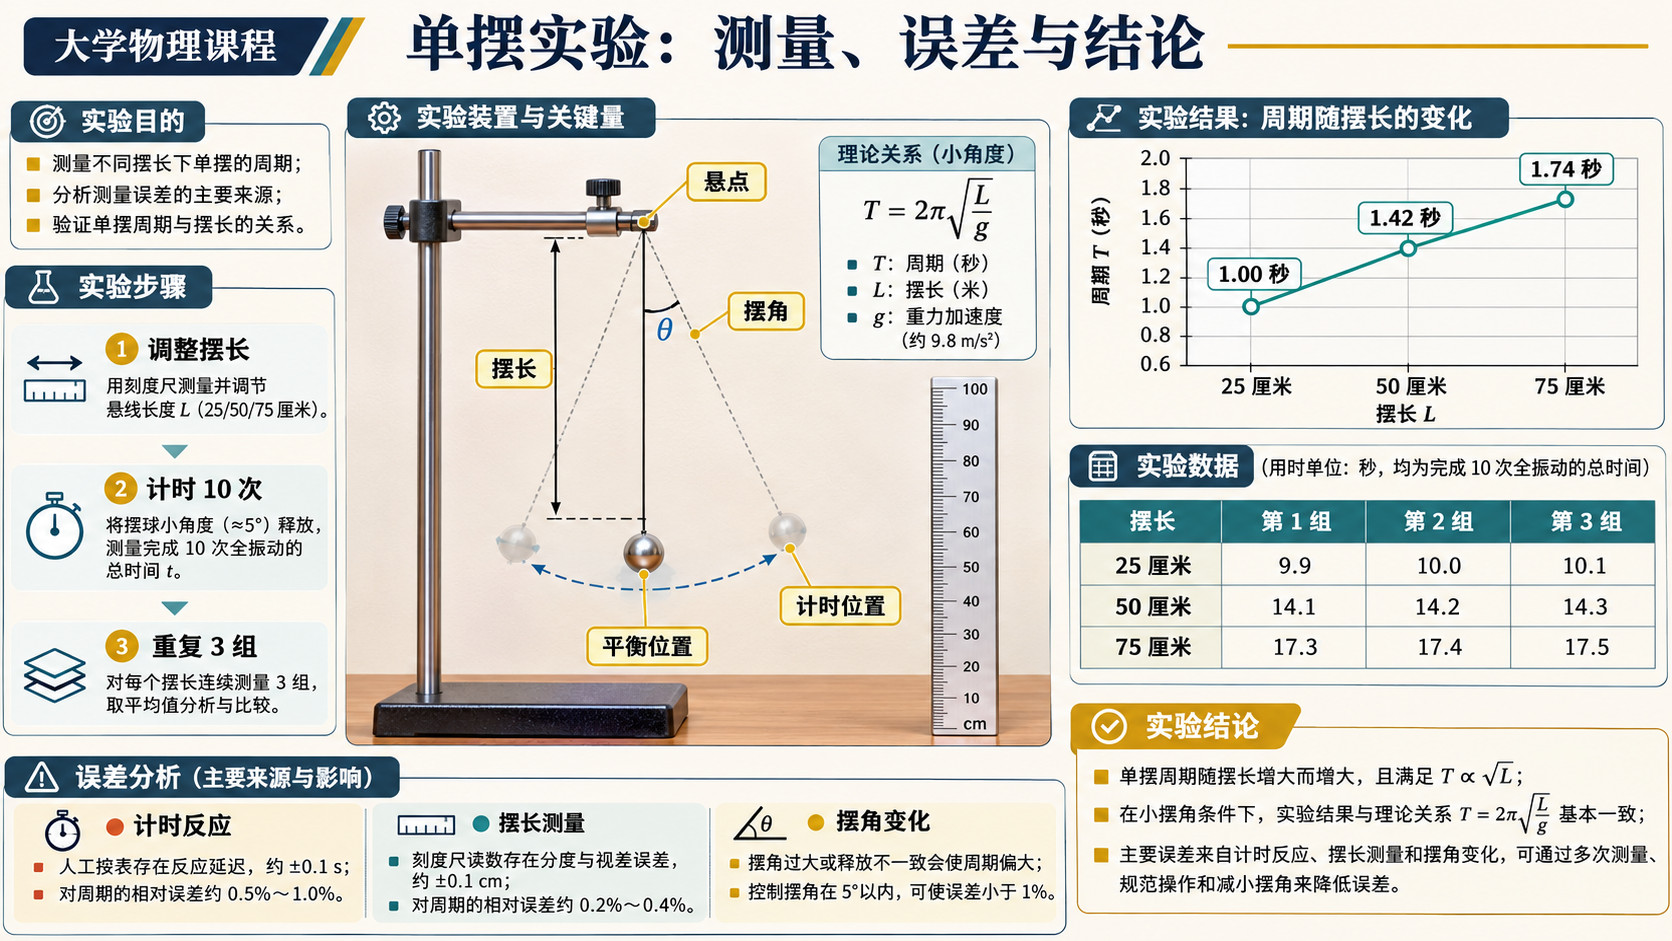 大学物理课程
单摆实验：测量、误差与结论
实验目的
测量不同摆长下单摆的周期；
分析测量误差的主要来源；
验证单摆周期与摆长的关系。
实验步骤
1 调整摆长
用刻度尺测量并调节
悬线长度 L（25/50/75 厘米）。
2 计时 10 次
将摆球小角度（≈5°）释放，
测量完成 10 次全振动的
总时间 t。
3 重复 3 组
对每个摆长连续测量 3 组，
取平均值分析与比较。
实验装置与关键量
悬点
摆角
θ
摆长
计时位置
平衡位置
理论关系（小角度）
T = 2π√(L/g)
T：周期（秒）
L：摆长（米）
g：重力加速度
（约 9.8 m/s²）
100
90
80
70
60
50
40
30
20
10
cm
实验结果：周期随摆长的变化
周期 T（秒）
2.0
1.8
1.6
1.4
1.2
1.0
0.8
0.6
1.00 秒
1.42 秒
1.74 秒
25 厘米 50 厘米 75 厘米
摆长 L
实验数据（用时单位：秒，均为完成 10 次全振动的总时间）
摆长 第 1 组 第 2 组 第 3 组
25 厘米 9.9 10.0 10.1
50 厘米 14.1 14.2 14.3
75 厘米 17.3 17.4 17.5
实验结论
单摆周期随摆长增大而增大，且满足 T ∝ √L；
在小摆角条件下，实验结果与理论关系 T = 2π√(L/g) 基本一致；
主要误差来自计时反应、摆长测量和摆角变化，可通过多次测量、
规范操作和减小摆角来降低误差。
误差分析（主要来源与影响）
计时反应
人工按表存在反应延迟，约 ±0.1 s；
对周期的相对误差约 0.5%～1.0%。
摆长测量
刻度尺读数存在分度与视差误差，
约 ±0.1 cm；
对周期的相对误差约 0.2%～0.4%。
θ
摆角变化
摆角过大或释放不一致会使周期偏大；
控制摆角在 5°以内，可使误差小于 1%。